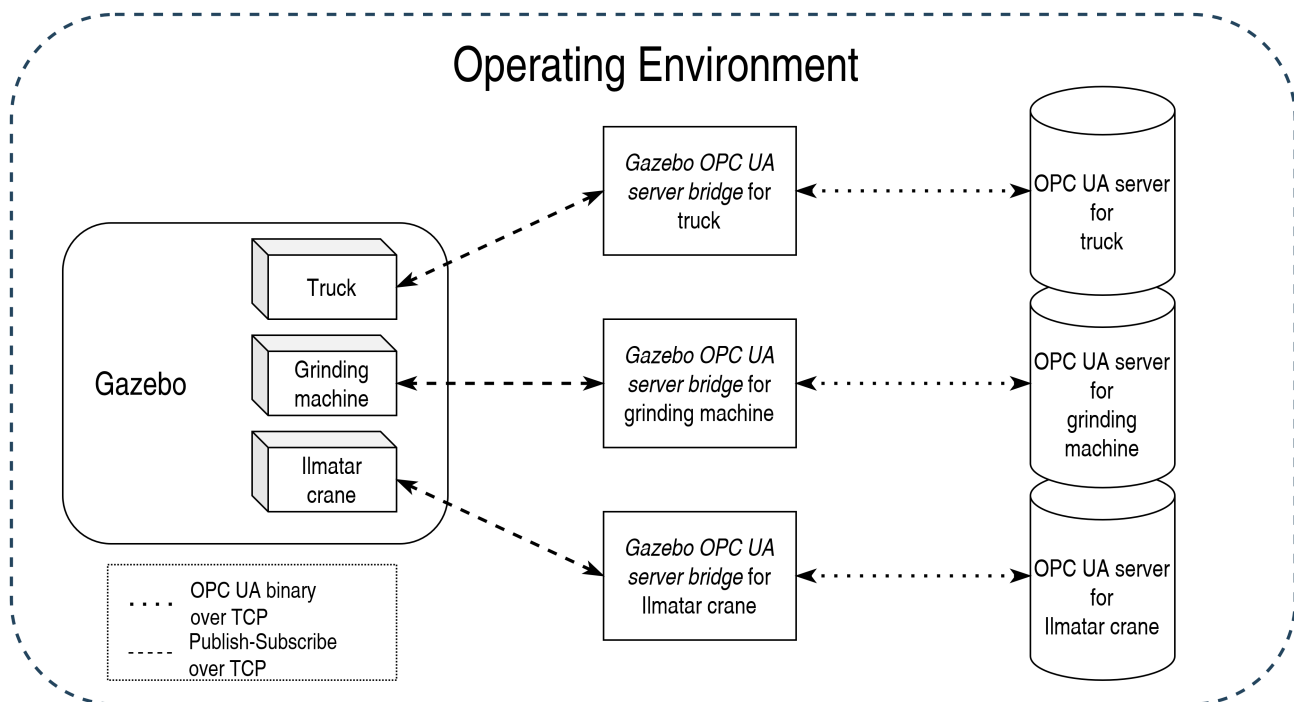 Operating Environment
Gazebo OPC UA
server bridge for
truck
OPC UA server
for
truck
Truck
Gazebo
Grinding
machine
Gazebo OPC UA
server bridge for
grinding machine
OPC UA server
for
grinding
machine
Ilmatar
crane
Gazebo OPC UA
server bridge for
Ilmatar crane
OPC UA server
for
Ilmatar crane
OPC UA binary
over TCP
Publish-Subscribe
over TCP